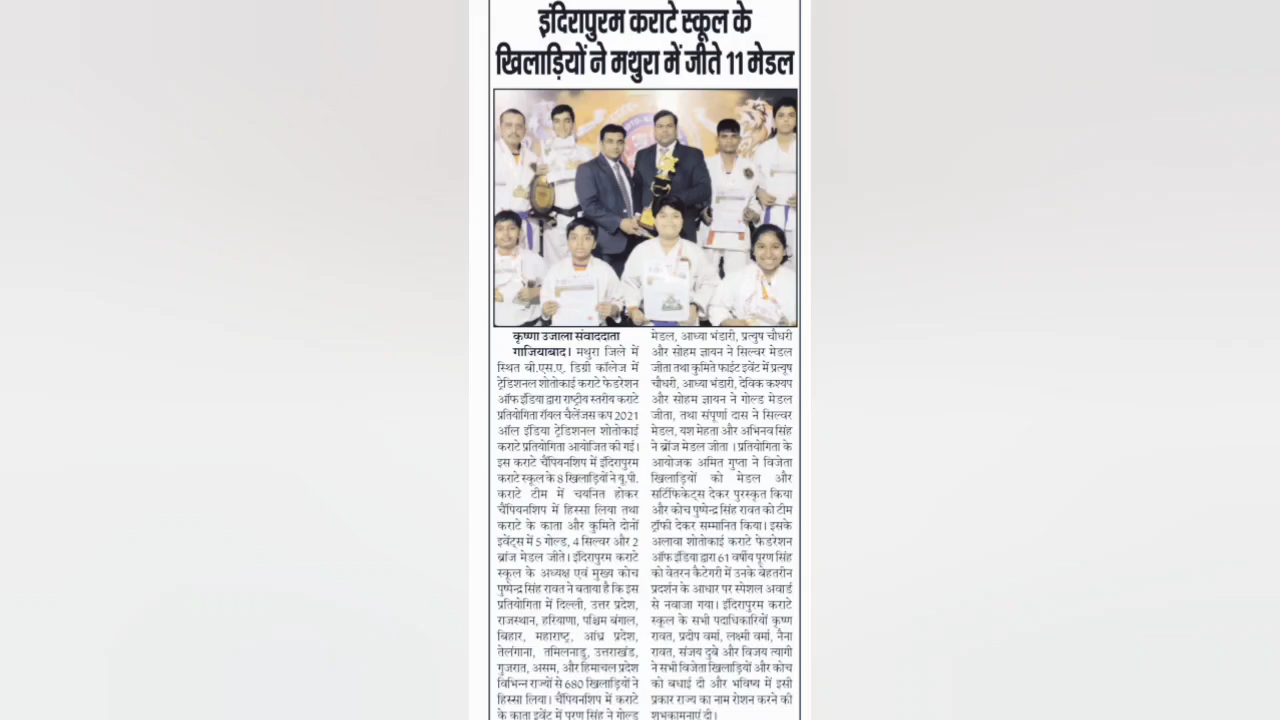 इंदिरापुरम कराटे स्कूल के
खिलाड़ियों ने मथुरा में जीते 11 मेडल
कृष्णा उजाला संवाददाता
गाजियाबाद। मथुरा जिले में
स्थित बी.एस.ए. डिग्री कॉलेज में
ट्रेडिशनल शोतोकाई कराटे फेडरेशन
ऑफ इंडिया द्वारा राष्ट्रीय स्तरीय कराटे
प्रतियोगिता रॉयल चैलेंजस कप 2021
ऑल इंडिया ट्रेडिशनल शोतोकाई
कराटे प्रतियोगिता आयोजित की गई।
इस कराटे चैंपियनशिप में इंदिरापुरम
कराटे स्कूल के 8 खिलाड़ियों ने यू.पी.
कराटे टीम में चयनित होकर
चैंपियनशिप में हिस्सा लिया तथा
कराटे के काता और कुमिते दोनों
इवेंट्स में 5 गोल्ड, 4 सिल्वर और 2
ब्रांज मेडल जीते। इंदिरापुरम कराटे
स्कूल के अध्यक्ष एवं मुख्य कोच
पुष्पेन्द्र सिंह रावत ने बताया है कि इस
प्रतियोगिता में दिल्ली, उत्तर प्रदेश,
राजस्थान, हरियाणा, पश्चिम बंगाल,
बिहार, महाराष्ट्र, आंध्र प्रदेश,
तेलंगाना, तमिलनाडु, उत्तराखंड,
गुजरात, असम, और हिमाचल प्रदेश
विभिन्न राज्यों से 680 खिलाड़ियों ने
हिस्सा लिया। चैंपियनशिप में कराटे
के काता इवेंट में पूरण सिंह ने गोल्ड
मेडल, आध्या भंडारी, प्रत्युष चौधरी
और सोहम ज्ञायन ने सिल्वर मेडल
जीता तथा कुमिते फाइट इवेंट में प्रत्यूष
चौधरी, आध्या भंडारी, देविक कश्यप
और सोहम ज्ञायन ने गोल्ड मेडल
जीता, तथा संपूर्णा दास ने सिल्वर
मेडल, यश मेहता और अभिनव सिंह
ने ब्रोंज मेडल जीता । प्रतियोगिता के
आयोजक अमित गुप्ता ने विजेता
खिलाड़ियों को मेडल और
सर्टिफिकेट्स देकर पुरस्कृत किया
और कोच पुष्पेन्द्र सिंह रावत को टीम
ट्रॉफी देकर सम्मानित किया। इसके
अलावा शोतोकाई कराटे फेडरेशन
ऑफ इंडिया द्वारा 61 वर्षीय पूरण सिंह
को वेतरन कैटेगरी में उनके बेहतरीन
प्रदर्शन के आधार पर स्पेशल अवार्ड
से नवाजा गया। इंदिरापुरम कराटे
स्कूल के सभी पदाधिकारियों कृष्ण
रावत, प्रदीप वर्मा, लक्ष्मी वर्मा, नैना
रावत, संजय दुबे और विजय त्यागी
ने सभी विजेता खिलाड़ियों और कोच
को बधाई दी और भविष्य में इसी
प्रकार राज्य का नाम रोशन करने की
शुभकामनाएं दी।